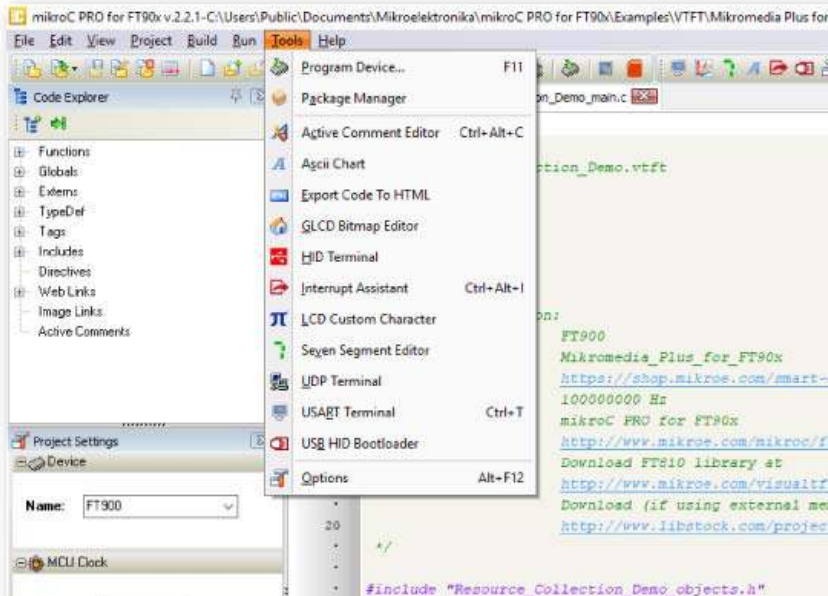 mikroC PRO for FT90x v.2.2.1-C:\Users\Public\Documents\Mikroelektronika\mikroC PRO for FT90x\Examples\VTFT\Mikromedia Plus for
File Edit View Project Build Run Tools Help
Code Explorer
Functions
Globals
Externs
TypeDef
Tags
Includes
Directives
Web Links
Image Links
Active Comments
Project Settings
Device
Name: FT900
MCU Clock
Program Device... F11
Package Manager
Active Comment Editor Ctrl+Alt+C
Ascii Chart
Export Code To HTML
GLCD Bitmap Editor
HID Terminal
Interrupt Assistant Ctrl+Alt+I
LCD Custom Character
Seven Segment Editor
UDP Terminal
USART Terminal Ctrl+T
USB HID Bootloader
Options Alt+F12
on_Demo_main.c
ction_Demo.vtft
on:
FT900
Mikromedia_Plus_for_FT90x
https://shop.mikroe.com/smart-
100000000 Hz
mikroC PRO for FT90x
http://www.mikroe.com/mikroc/f
Download FT810 library at
http://www.mikroe.com/visualtf
Download (if using external me
20 http://www.libstock.com/projec
*/
#include "Resource_Collection_Demo_objects.h"